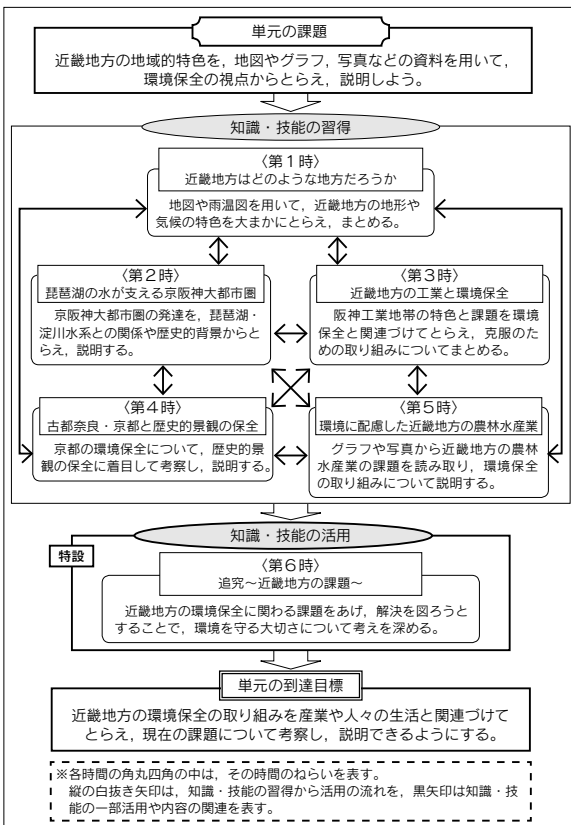 単元の課題
近畿地方の地域的特色を，地図やグラフ，写真などの資料を用いて，
環境保全の視点からとらえ，説明しよう。
知識・技能の習得
〈第１時〉
近畿地方はどのような地方だろうか
地図や雨温図を用いて，近畿地方の地形や
気候の特色を大まかにとらえ，まとめる。
〈第２時〉
琵琶湖の水が支える京阪神大都市圏
京阪神大都市圏の発達を，琵琶湖・
淀川水系との関係や歴史的背景からと
らえ，説明する。
〈第３時〉
近畿地方の工業と環境保全
阪神工業地帯の特色と課題を環境
保全と関連づけてとらえ，克服のた
めの取り組みについてまとめる。
〈第４時〉
古都奈良・京都と歴史的景観の保全
京都の環境保全について，歴史的景
観の保全に着目して考察し，説明する。
〈第５時〉
環境に配慮した近畿地方の農林水産業
グラフや写真から近畿地方の農林
水産業の課題を読み取り，環境保全
の取り組みについて説明する。
知識・技能の活用
特設
〈第６時〉
追究～近畿地方の課題～
近畿地方の環境保全に関わる課題をあげ，解決を図ろうと
することで，環境を守る大切さについて考えを深める。
単元の到達目標
近畿地方の環境保全の取り組みを産業や人々の生活と関連づけて
とらえ，現在の課題について考察し，説明できるようにする。
※各時間の角丸四角の中は，その時間のねらいを表す。
縦の白抜き矢印は，知識・技能の習得から活用の流れを，黒矢印は知識・技
能の一部活用や内容の関連を表す。